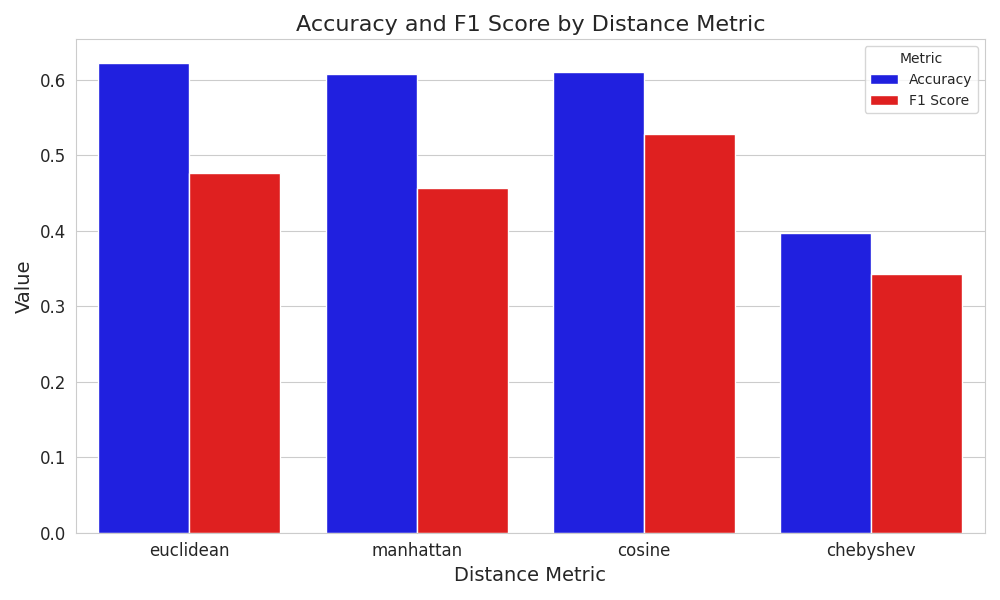 Accuracy and F1 Score by Distance Metric
Metric
Accuracy
F1 Score
Value
0.6
0.5
0.4
0.3
0.2
0.1
0.0
euclidean
manhattan
cosine
chebyshev
Distance Metric